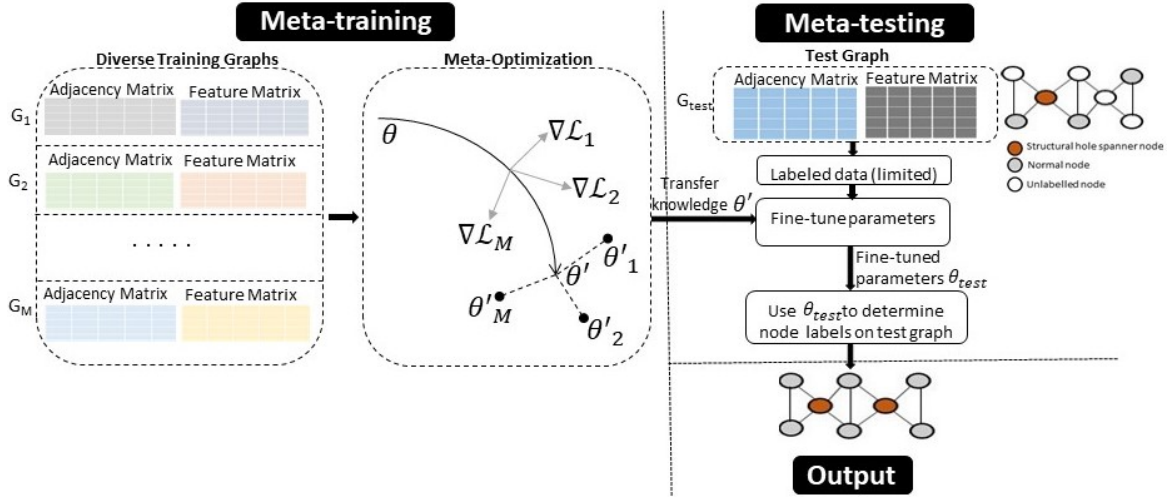 Meta-training
Diverse Training Graphs
G1
Adjacency Matrix
Feature Matrix
G2
Adjacency Matrix
Feature Matrix
. . . . .
GM
Adjacency Matrix
Feature Matrix
Meta-Optimization
θ
∇ℒ1
∇ℒ2
∇ℒM
θ'
θ'1
θ'M
θ'2
Transfer
knowledge θ'
Meta-testing
Test Graph
Gtest
Adjacency Matrix
Feature Matrix
Structural hole spanner node
Normal node
Unlabelled node
Labeled data (limited)
Fine-tune parameters
Fine-tuned
parameters θtest
Use θtest to determine
node labels on test graph
Output